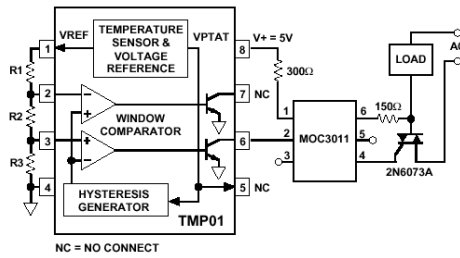 VREF
TEMPERATURE
SENSOR &
VOLTAGE
REFERENCE
VPTAT
V+ = 5V
AC
LOAD
1
8
R1
300Ω
2
7
NC
R2
WINDOW
COMPARATOR
1
6
150Ω
3
6
2
MOC3011
5
R3
3
4
2N6073A
4
HYSTERESIS
GENERATOR
5
NC
TMP01
NC = NO CONNECT